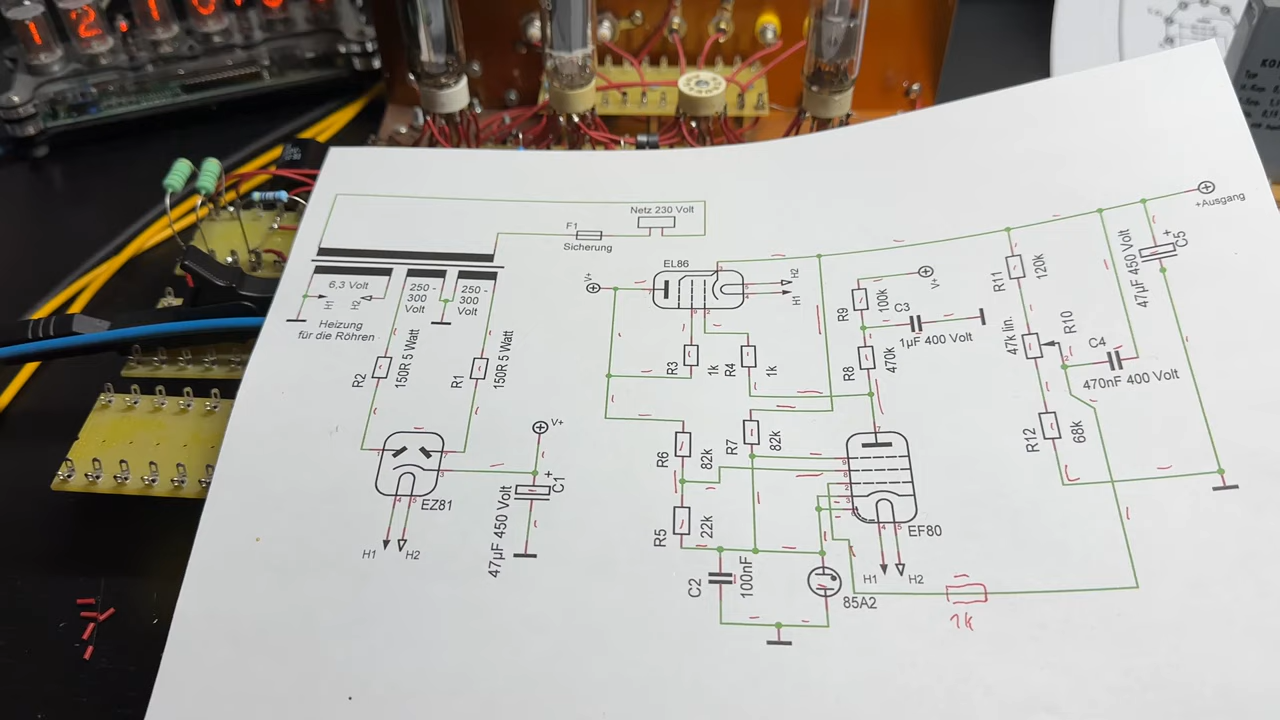 1 2 1 0
Netz 230 Volt
F1
Sicherung
6,3 Volt
H1
H2
Heizung
für die Röhren
250 -
300
Volt
250 -
300
Volt
R2
150R 5 Watt
R1
150R 5 Watt
EZ81
H1
H2
V+
+
C1
47µF 450 Volt
V+
EL86
H2
H1
R3
1k
R4
1k
R6
82k
R7
82k
R5
22k
C2
100nF
85A2
EF80
H1
H2
1k
R9
100k
V+
C3
1µF 400 Volt
R8
470k
R11
120k
47k lin.
R10
C4
470nF 400 Volt
R12
68k
47µF 450 Volt
+
C5
+Ausgang